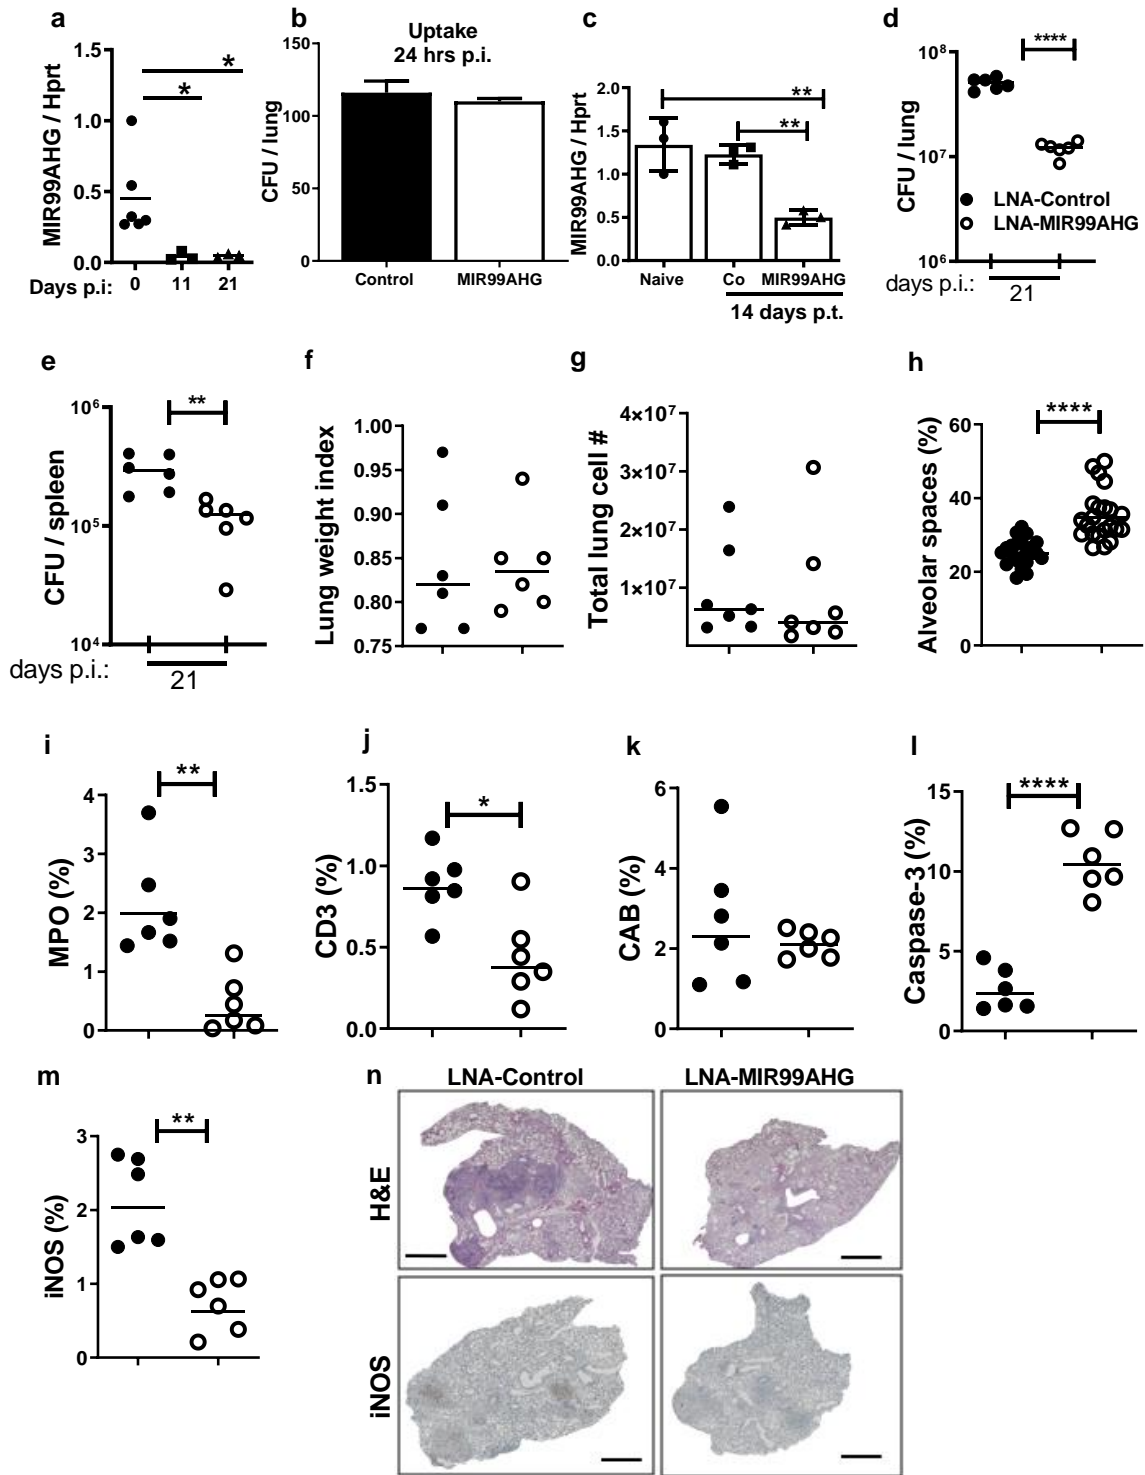 a
MIR99AHG / Hprt
1.5
1.0
0.5
0.0
*
*
Days p.i:
0
11
21
b
Uptake
24 hrs p.i.
CFU / lung
150
100
50
0
Control
MIR99AHG
c
MIR99AHG / Hprt
2.0
1.5
1.0
0.5
0.0
**
**
Naive
Co
MIR99AHG
14 days p.t.
d
****
CFU / lung
10⁸
10⁷
10⁶
LNA-Control
LNA-MIR99AHG
days p.i.:
21
e
CFU / spleen
10⁶
10⁵
10⁴
**
days p.i.:
21
f
Lung weight index
1.00
0.95
0.90
0.85
0.80
0.75
g
Total lung cell #
4×10⁷
3×10⁷
2×10⁷
1×10⁷
h
Alveolar spaces (%)
60
40
20
0
****
i
MPO (%)
4
3
2
1
0
**
j
CD3 (%)
1.5
1.0
0.5
0.0
*
k
CAB (%)
6
4
2
0
l
Caspase-3 (%)
15
10
5
0
****
m
iNOS (%)
3
2
1
0
**
n
LNA-Control
LNA-MIR99AHG
H&E
iNOS